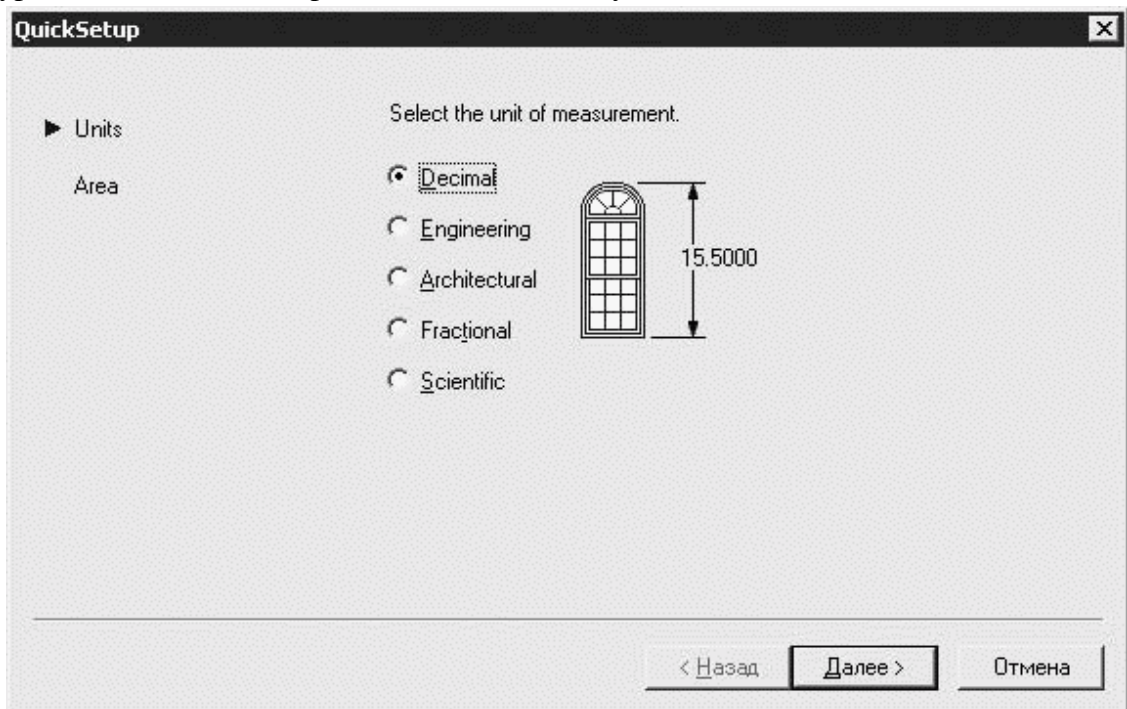 QuickSetup
Units
Area
Select the unit of measurement.
Decimal
Engineering
Architectural
Fractional
Scientific
15.5000
< Назад
Далее >
Отмена